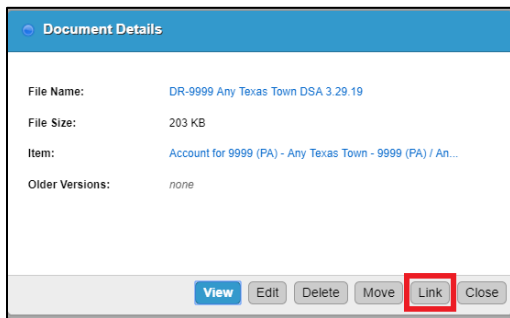 Document Details
File Name: DR-9999 Any Texas Town DSA 3.29.19
File Size: 203 KB
Item: Account for 9999 (PA) - Any Texas Town - 9999 (PA) / An...
Older Versions: none
View Edit Delete Move Link Close